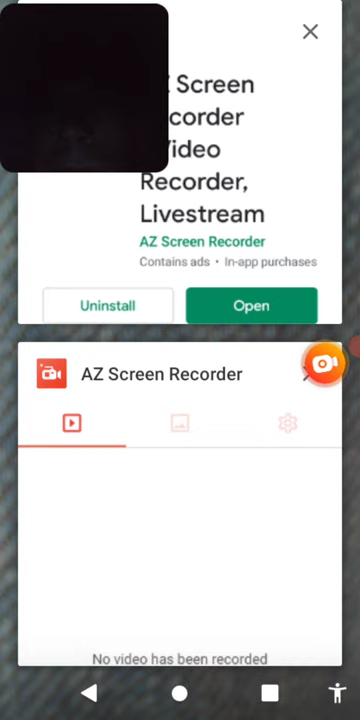 Screen
corder
Video
Recorder,
Livestream
AZ Screen Recorder
Contains ads • In-app purchases
Uninstall
Open
AZ Screen Recorder
No video has been recorded